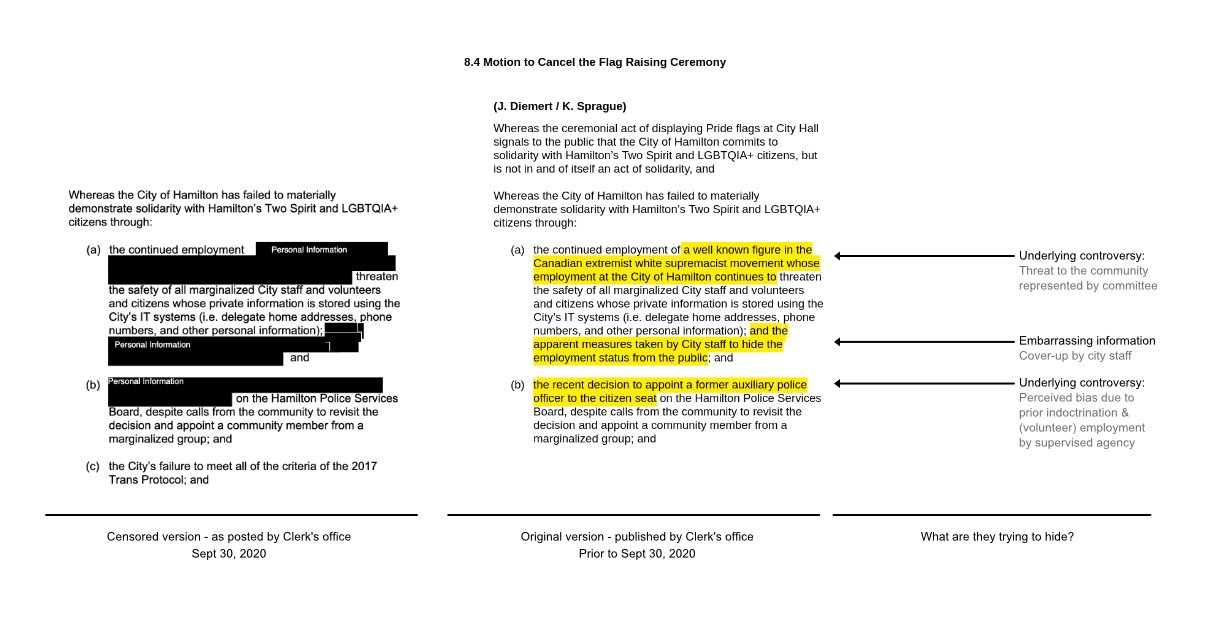 8.4 Motion to Cancel the Flag Raising Ceremony
Whereas the City of Hamilton has failed to materially
demonstrate solidarity with Hamilton's Two Spirit and LGBTQIA+
citizens through:
(a) the continued employment Personal Information
threaten
the safety of all marginalized City staff and volunteers
and citizens whose private information is stored using the
City's IT systems (i.e. delegate home addresses, phone
numbers, and other personal information);
Personal Information
and
(b) Personal Information
on the Hamilton Police Services
Board, despite calls from the community to revisit the
decision and appoint a community member from a
marginalized group; and
(c) the City's failure to meet all of the criteria of the 2017
Trans Protocol; and
Censored version - as posted by Clerk's office
Sept 30, 2020
(J. Diemert / K. Sprague)
Whereas the ceremonial act of displaying Pride flags at City Hall
signals to the public that the City of Hamilton commits to
solidarity with Hamilton's Two Spirit and LGBTQIA+ citizens, but
is not in and of itself an act of solidarity, and
Whereas the City of Hamilton has failed to materially
demonstrate solidarity with Hamilton's Two Spirit and LGBTQIA+
citizens through:
(a) the continued employment of a well known figure in the
Canadian extremist white supremacist movement whose
employment at the City of Hamilton continues to threaten
the safety of all marginalized City staff and volunteers
and citizens whose private information is stored using the
City's IT systems (i.e. delegate home addresses, phone
numbers, and other personal information); and the
apparent measures taken by City staff to hide the
employment status from the public; and
(b) the recent decision to appoint a former auxiliary police
officer to the citizen seat on the Hamilton Police Services
Board, despite calls from the community to revisit the
decision and appoint a community member from a
marginalized group; and
Original version - published by Clerk's office
Prior to Sept 30, 2020
Underlying controversy:
Threat to the community
represented by committee
Embarrassing information
Cover-up by city staff
Underlying controversy:
Perceived bias due to
prior indoctrination &
(volunteer) employment
by supervised agency
What are they trying to hide?